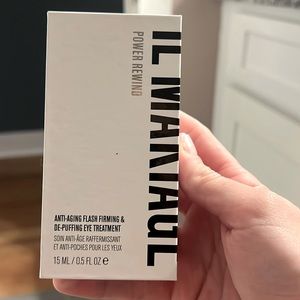 IL MAKIAGE
POWER REWIND
ANTI-AGING FLASH FIRMING &
DE-PUFFING EYE TREATMENT
SOIN ANTI-ÂGE RAFFERMISSANT
ET ANTI-POCHES POUR LES YEUX
15 ML / 0.5 FL OZ ℮